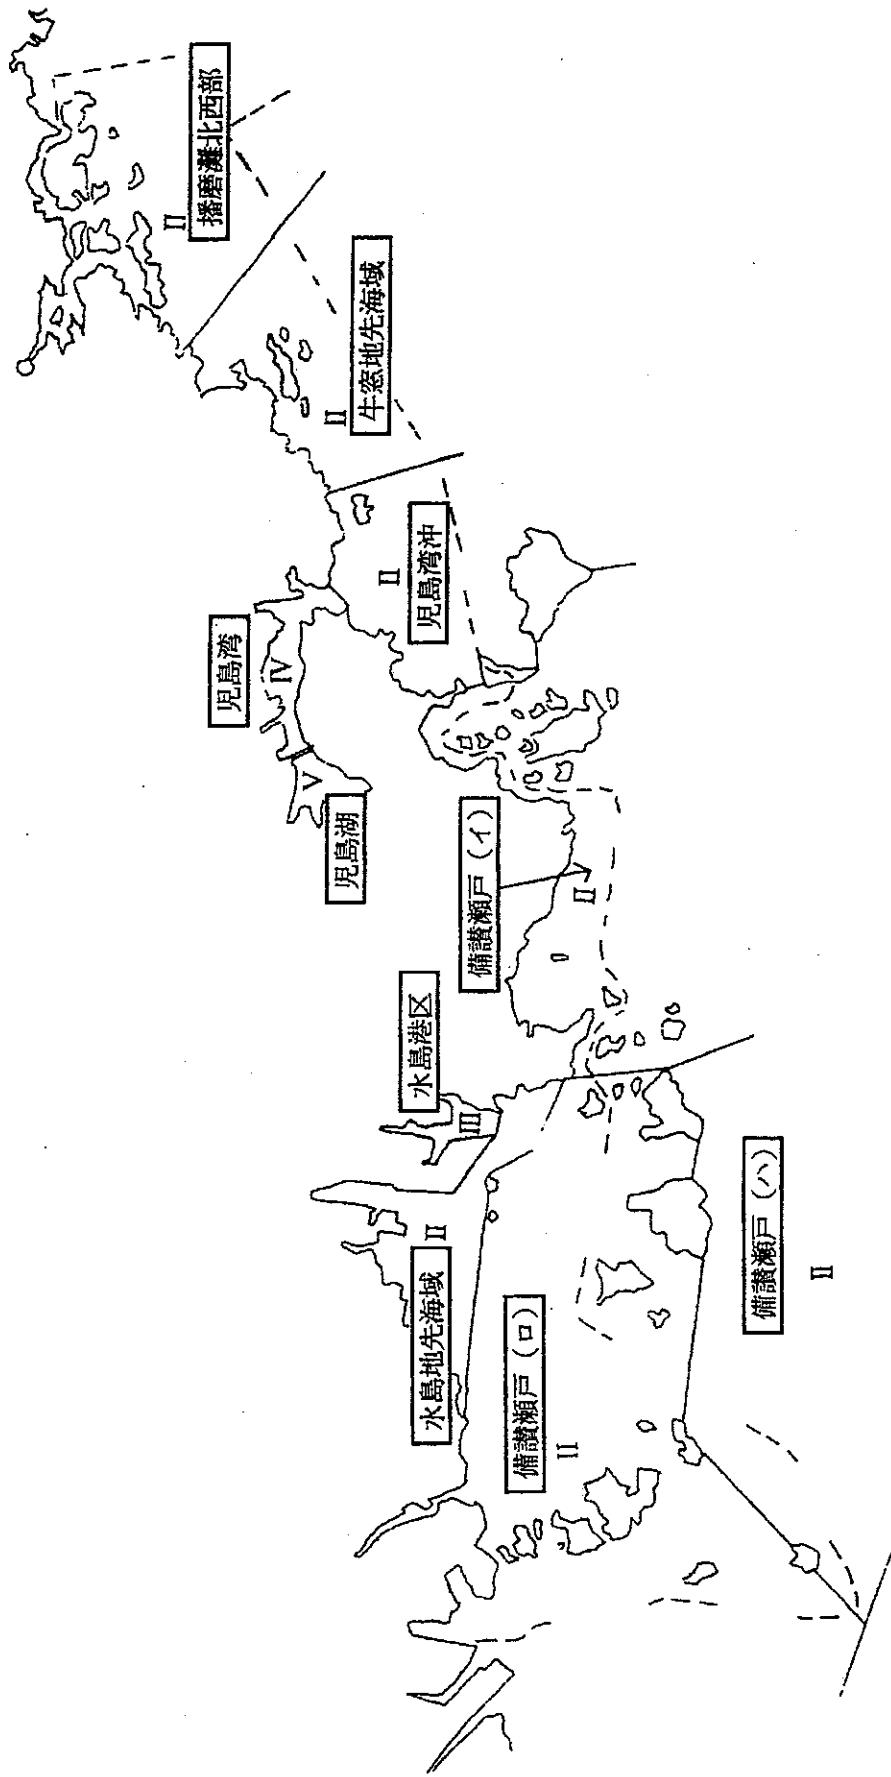 播磨灘北西部
II
牛窓地先海域
II
児島湾沖
II
児島湾
IV
V
児島湖
備讃瀬戸（イ）
II
水島港区
III
水島地先海域
II
備讃瀬戸（ロ）
II
備讃瀬戸（ハ）
II